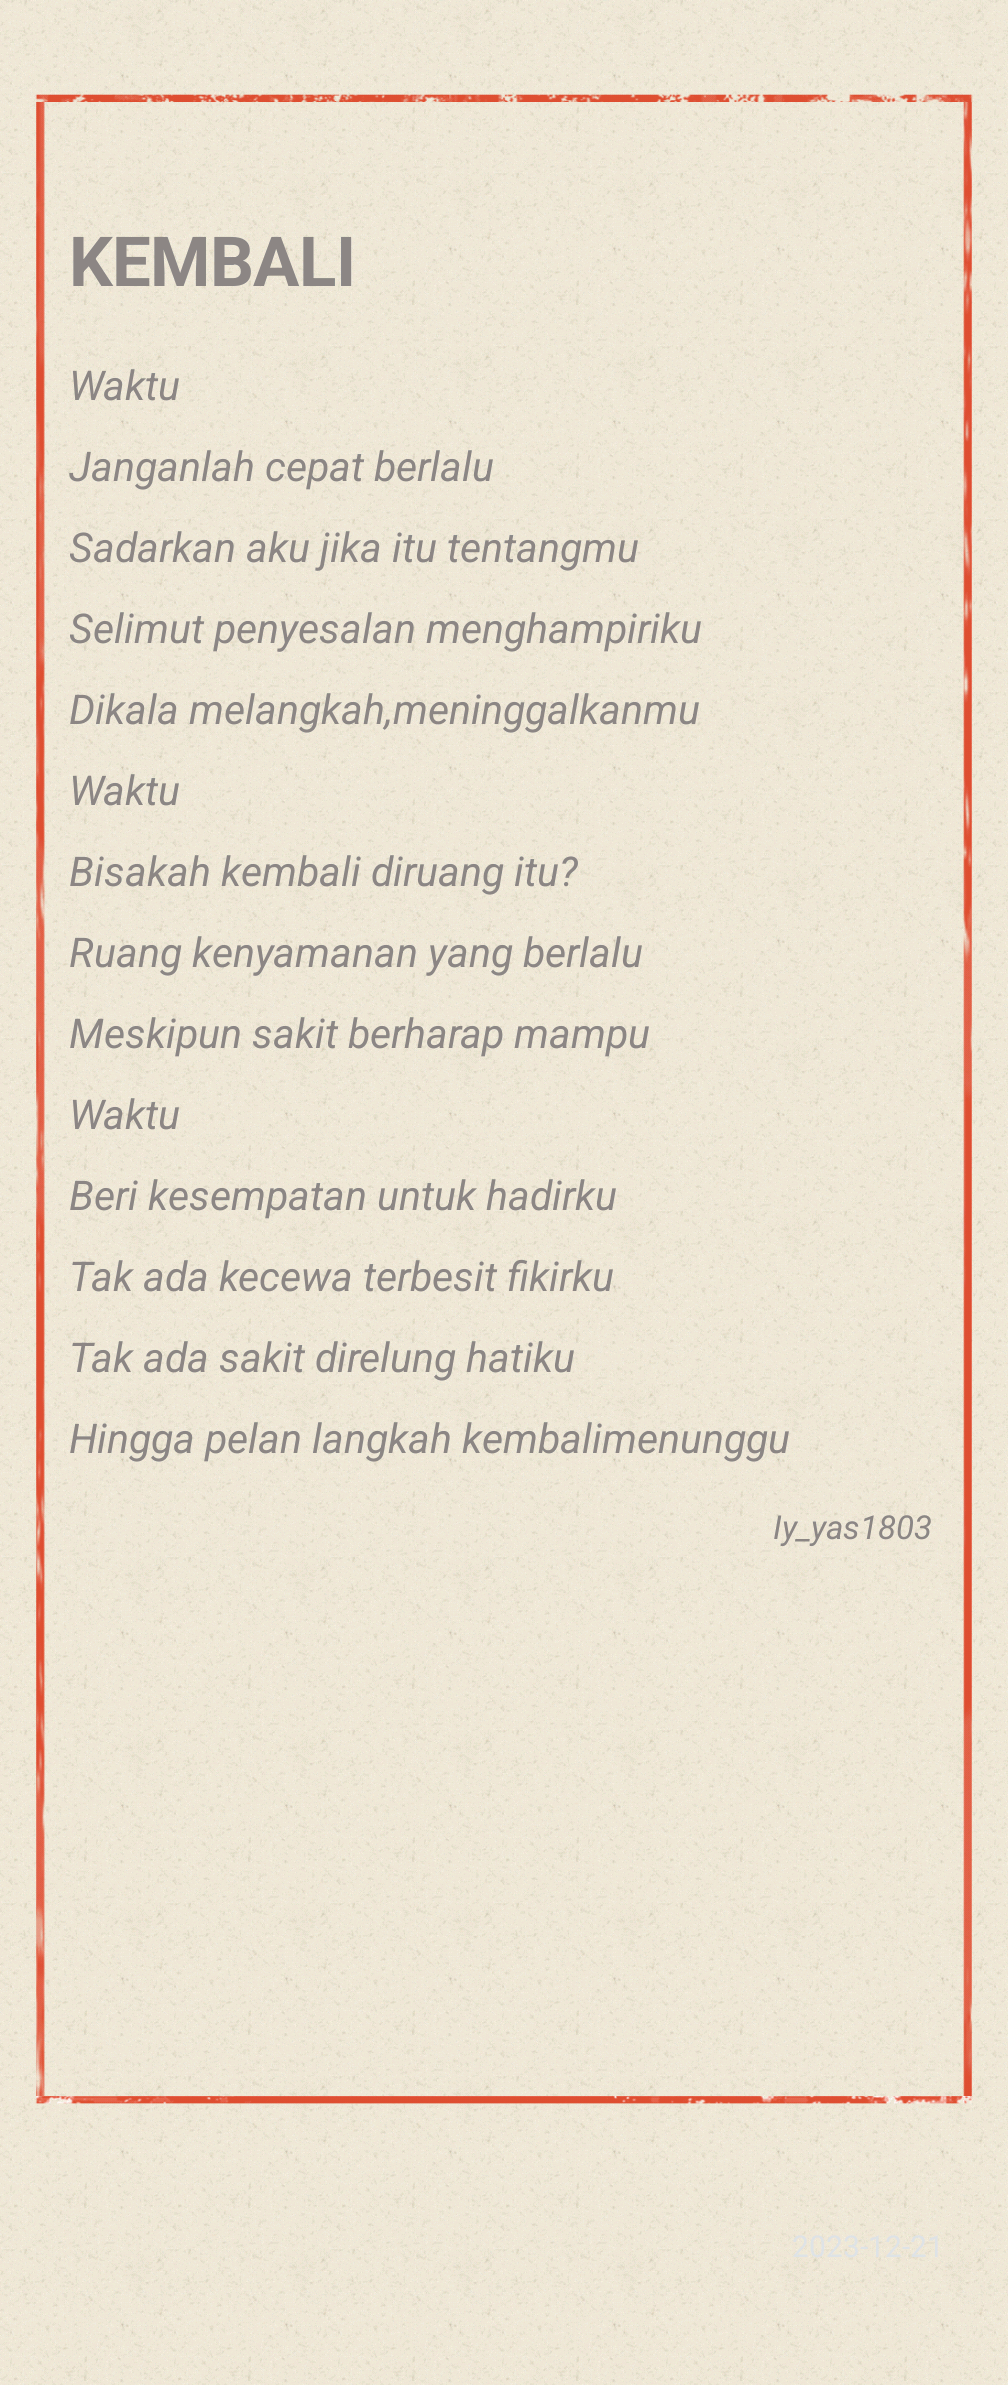 KEMBALI
Waktu
Janganlah cepat berlalu
Sadarkan aku jika itu tentangmu
Selimut penyesalan menghampiriku
Dikala melangkah,meninggalkanmu
Waktu
Bisakah kembali diruang itu?
Ruang kenyamanan yang berlalu
Meskipun sakit berharap mampu
Waktu
Beri kesempatan untuk hadirku
Tak ada kecewa terbesit fikirku
Tak ada sakit direlung hatiku
Hingga pelan langkah kembalimenunggu
ly_yas1803
2023-12-21